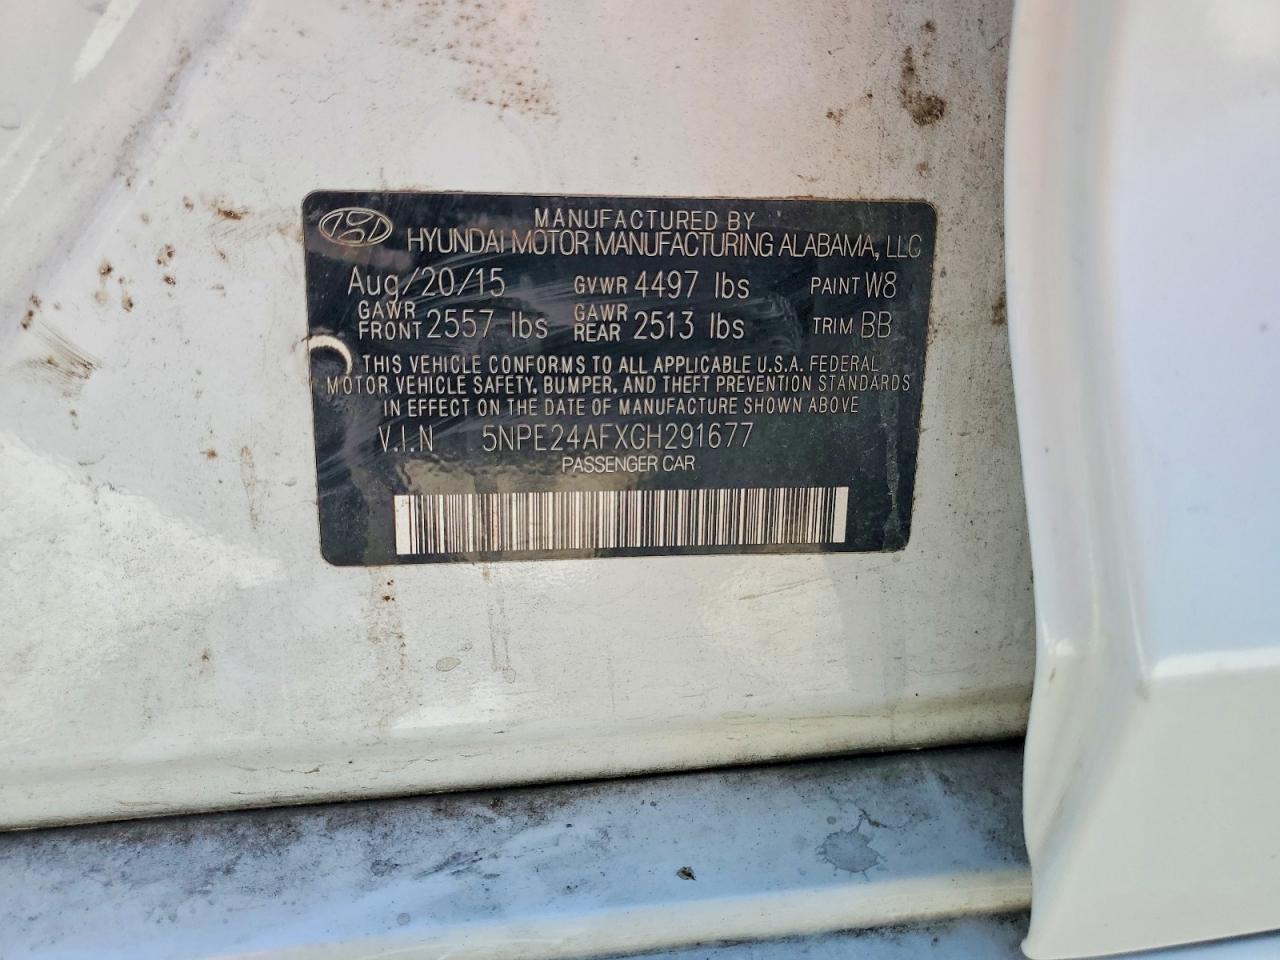 MANUFACTURED BY
HYUNDAI MOTOR MANUFACTURING ALABAMA, LLC
Aug/20/15 GVWR 4497 lbs PAINT W8
GAWR FRONT 2557 lbs GAWR REAR 2513 lbs TRIM BB
THIS VEHICLE CONFORMS TO ALL APPLICABLE U.S.A. FEDERAL
MOTOR VEHICLE SAFETY, BUMPER, AND THEFT PREVENTION STANDARDS
IN EFFECT ON THE DATE OF MANUFACTURE SHOWN ABOVE
V.I.N 5NPE24AFXGH291677
PASSENGER CAR